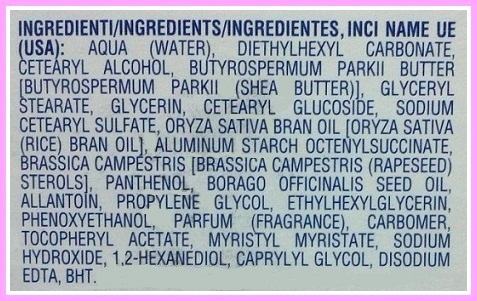 INGREDIENTI/INGREDIENTS/INGREDIENTES, INCI NAME UE
(USA): AQUA (WATER), DIETHYLHEXYL CARBONATE,
CETEARYL ALCOHOL, BUTYROSPERMUM PARKII BUTTER
[BUTYROSPERMUM PARKII (SHEA BUTTER)], GLYCERYL
STEARATE, GLYCERIN, CETEARYL GLUCOSIDE, SODIUM
CETEARYL SULFATE, ORYZA SATIVA BRAN OIL [ORYZA SATIVA
(RICE) BRAN OIL], ALUMINUM STARCH OCTENYLSUCCINATE,
BRASSICA CAMPESTRIS [BRASSICA CAMPESTRIS (RAPESEED)
STEROLS], PANTHENOL, BORAGO OFFICINALIS SEED OIL,
ALLANTOIN, PROPYLENE GLYCOL, ETHYLHEXYLGLYCERIN,
PHENOXYETHANOL, PARFUM (FRAGRANCE), CARBOMER,
TOCOPHERYL ACETATE, MYRISTYL MYRISTATE, SODIUM
HYDROXIDE, 1,2-HEXANEDIOL, CAPRYLYL GLYCOL, DISODIUM
EDTA, BHT.